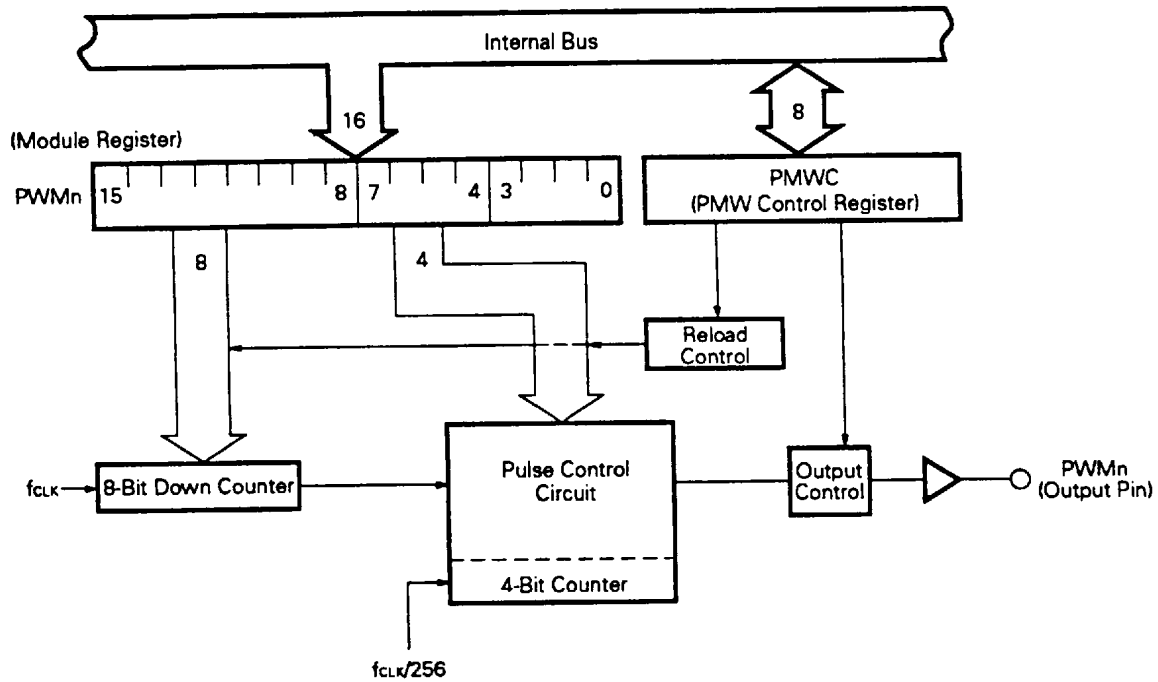 Internal Bus
16
8
(Module Register)
PWMn
15
8
7
4
3
0
PMWC
(PMW Control Register)
8
4
Reload
Control
fCLK
8-Bit Down Counter
Pulse Control
Circuit
4-Bit Counter
Output
Control
PWMn
(Output Pin)
fCLK/256